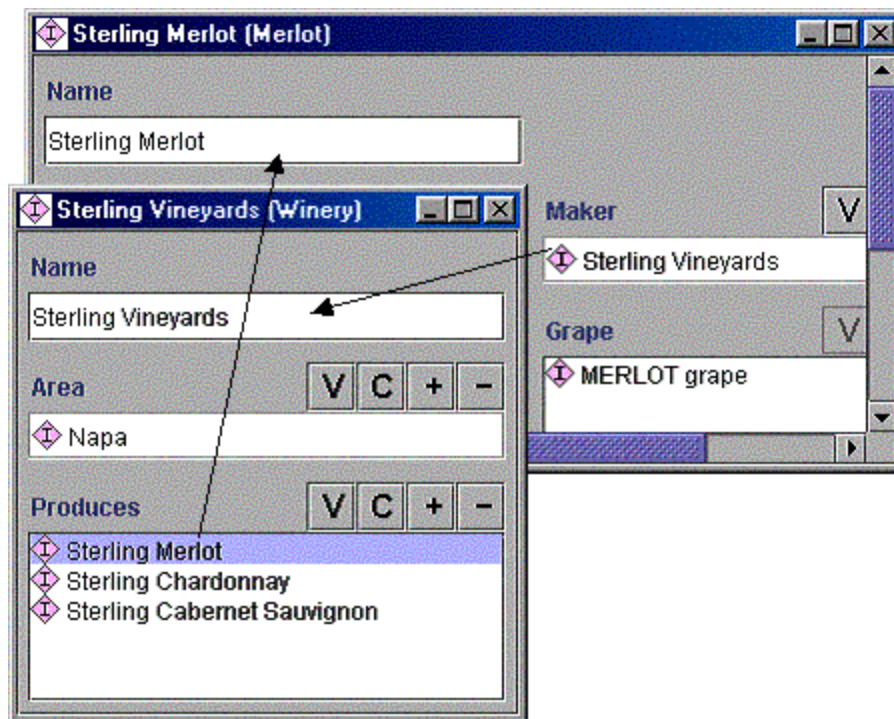 Sterling Merlot (Merlot)
Name
Sterling Merlot
Maker
V
Sterling Vineyards
Grape
V
MERLOT grape
Sterling Vineyards (Winery)
Name
Sterling Vineyards
Area
V C + −
Napa
Produces
V C + −
Sterling Merlot
Sterling Chardonnay
Sterling Cabernet Sauvignon